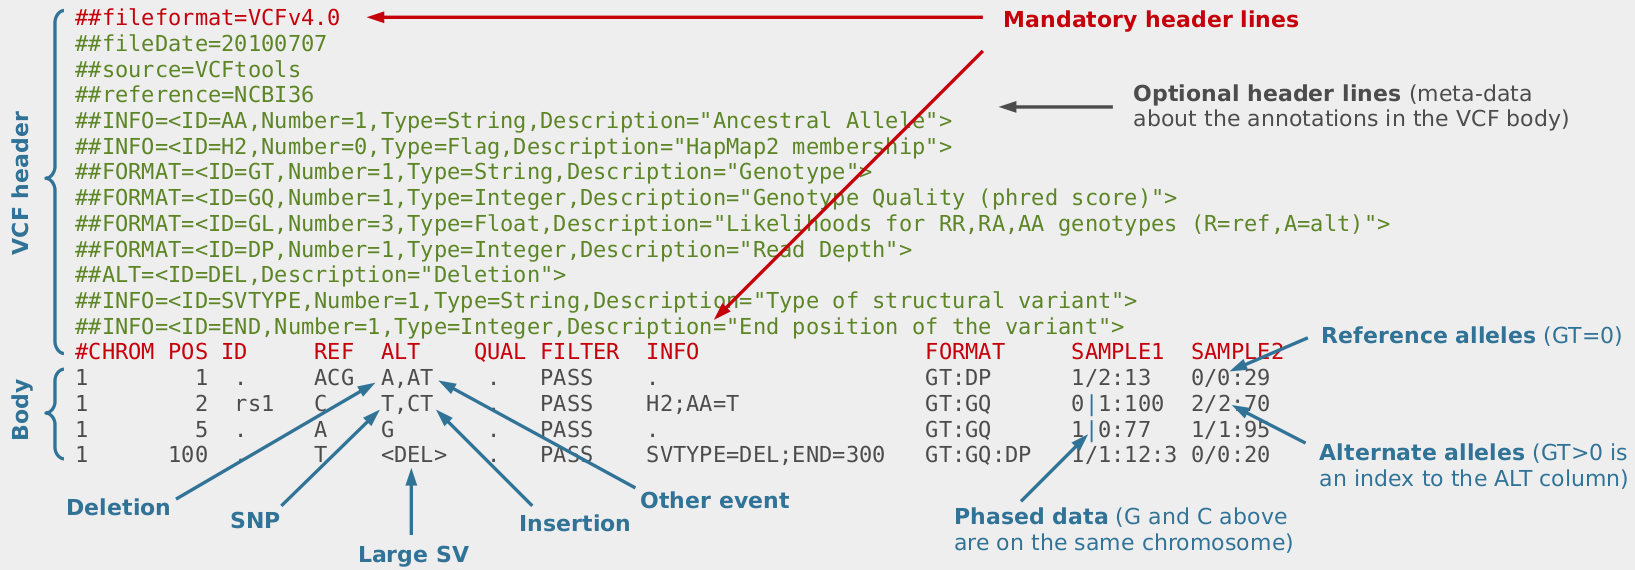 ##fileformat=VCFv4.0
Mandatory header lines
##fileDate=20100707
##source=VCFtools
##reference=NCBI36
Optional header lines (meta-data
about the annotations in the VCF body)
##INFO=<ID=AA,Number=1,Type=String,Description="Ancestral Allele">
##INFO=<ID=H2,Number=0,Type=Flag,Description="HapMap2 membership">
##FORMAT=<ID=GT,Number=1,Type=String,Description="Genotype">
##FORMAT=<ID=GQ,Number=1,Type=Integer,Description="Genotype Quality (phred score)">
##FORMAT=<ID=GL,Number=3,Type=Float,Description="Likelihoods for RR,RA,AA genotypes (R=ref,A=alt)">
##FORMAT=<ID=DP,Number=1,Type=Integer,Description="Read Depth">
##ALT=<ID=DEL,Description="Deletion">
##INFO=<ID=SVTYPE,Number=1,Type=String,Description="Type of structural variant">
##INFO=<ID=END,Number=1,Type=Integer,Description="End position of the variant">
VCF header
#CHROM POS ID REF ALT QUAL FILTER INFO FORMAT SAMPLE1 SAMPLE2
1 1 . ACG A,AT . PASS . GT:DP 1/2:13 0/0:29
1 2 rs1 C T,CT . PASS H2;AA=T GT:GQ 0|1:100 2/2:70
1 5 . A G . PASS . GT:GQ 1|0:77 1/1:95
1 100 . T <DEL> . PASS SVTYPE=DEL;END=300 GT:GQ:DP 1/1:12:3 0/0:20
Body
Reference alleles (GT=0)
Alternate alleles (GT>0 is
an index to the ALT column)
Deletion
SNP
Large SV
Insertion
Other event
Phased data (G and C above
are on the same chromosome)